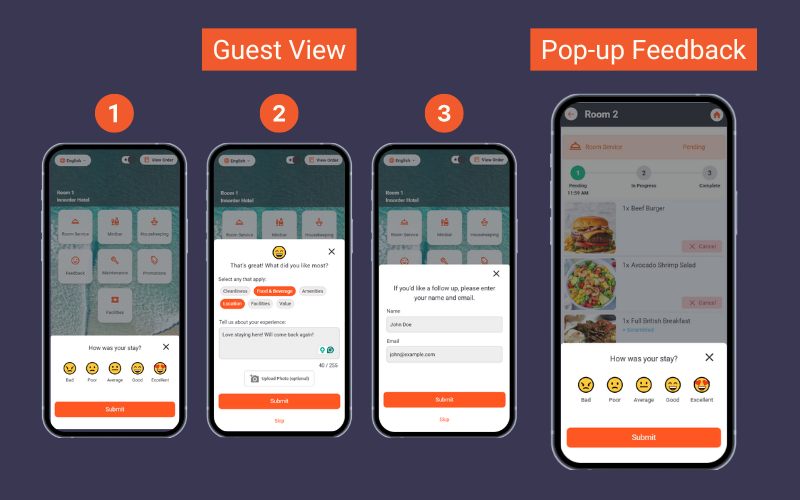 Guest View
Pop-up Feedback
1
2
3
English
View Order
Room 1
Inoorder Hotel
Room Service
Minibar
Housekeeping
Feedback
Maintenance
Promotions
Facilities
How was your stay?
Bad
Poor
Average
Good
Excellent
Submit
English
View Order
Room 1
Inoorder Hotel
Room Service
Minibar
Housekeeping
That's great! What did you like most?
Select any that apply:
Cleanliness
Food & Beverage
Amenities
Location
Facilities
Value
Tell us about your experience:
Love staying here! Will come back again!
40 / 255
Upload Photo (optional)
Submit
Skip
English
View Order
Room 1
Inoorder Hotel
Room Service
Minibar
Housekeeping
If you'd like a follow up, please enter
your name and email.
Name
John Doe
Email
john@example.com
Submit
Skip
Room 2
Room Service
Pending
1
2
3
Pending
In Progress
Complete
11:59 AM
1x Beef Burger
Cancel
1x Avocado Shrimp Salad
Cancel
1x Full British Breakfast
+ Scrambled
How was your stay?
Bad
Poor
Average
Good
Excellent
Submit